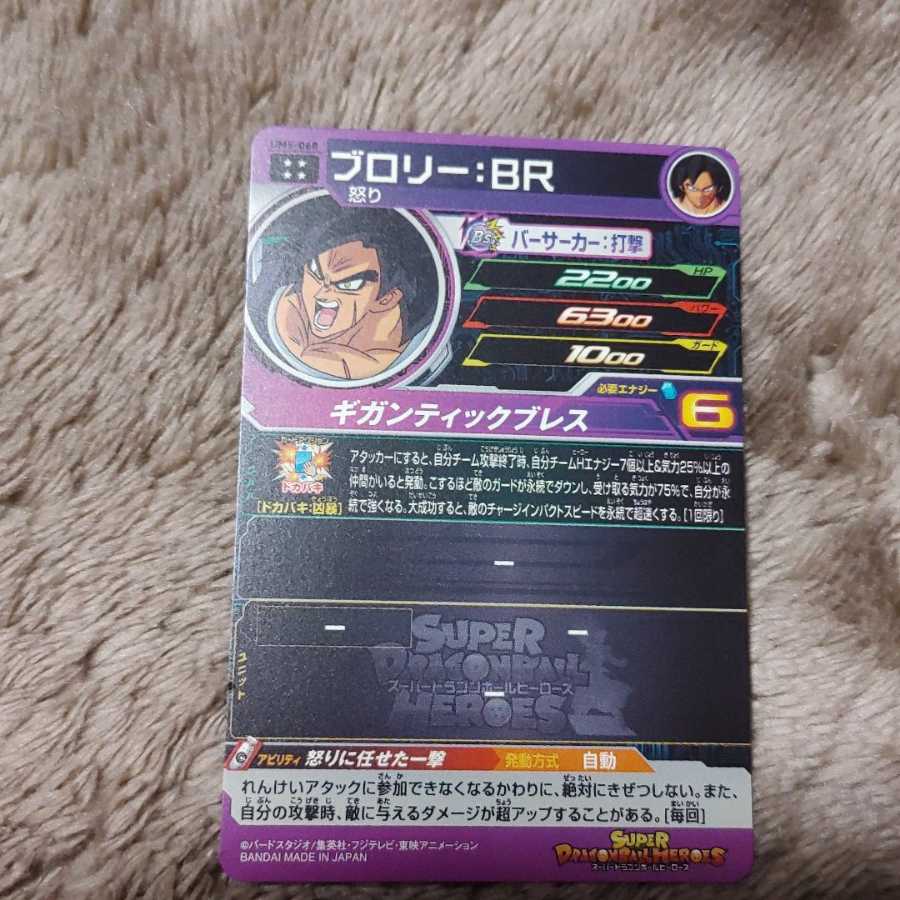 UM5-068
ブロリー:BR
怒り
Bs
バーサーカー:打撃
HP
2200
パワー
6300
ガード
1000
必要エナジー
ギガンティックブレス
6
カードアクション
ドカバキ
[ドカバキ:凶暴]
アタッカーにすると、自分チーム攻撃終了時、自分チームHエナジー7個以上&気力25%以上の
仲間がいると発動。こするほど敵のガードが永続でダウンし、受け取る気力が75%で、自分が永
続で強くなる。大成功すると、敵のチャージインパクトスピードを永続で超速くする。[1回限り]
ー
ー
ー
ー
ユニット
SUPER
DRAGONBALL
スーパードラゴンボールヒーローズ
HEROES
アビリティ 怒りに任せた一撃 発動方式 自動
れんけいアタックに参加できなくなるかわりに、絶対にきぜつしない。また、
自分の攻撃時、敵に与えるダメージが超アップすることがある。[毎回]
©バードスタジオ/集英社・フジテレビ・東映アニメーション
BANDAI MADE IN JAPAN
SUPER
DRAGONBALL HEROES
スーパードラゴンボールヒーローズ